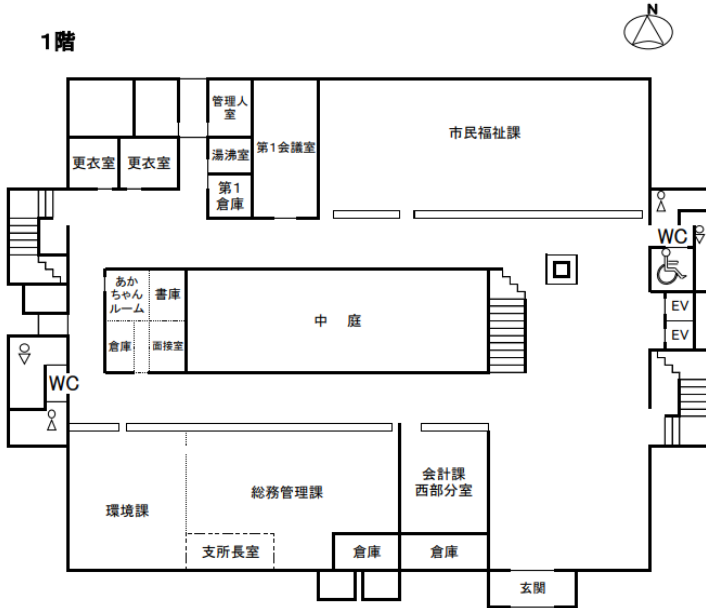 N
1階
管理人
室
市民福祉課
第1会議室
湯沸室
更衣室
更衣室
第1
倉庫
WC
あか
ちゃん
ルーム
書庫
EV
中 庭
EV
倉庫
面接室
WC
会計課
西部分室
総務管理課
環境課
支所長室
倉庫
倉庫
玄関